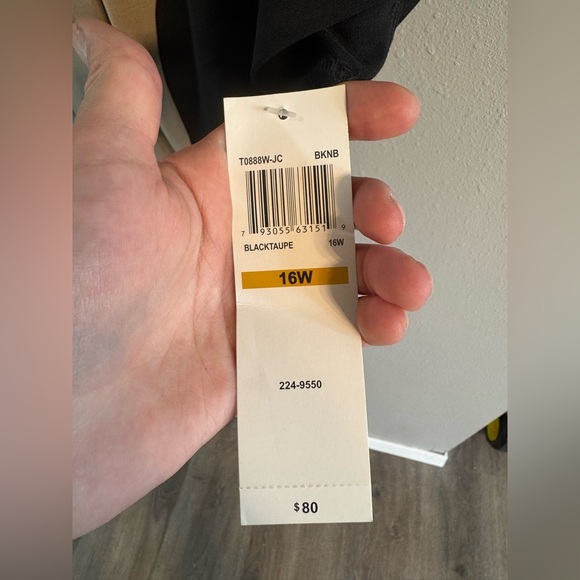 T0888W-JC BKNB
7 93055 63151 9
BLACKTAUPE 16W
16W
224-9550
$80